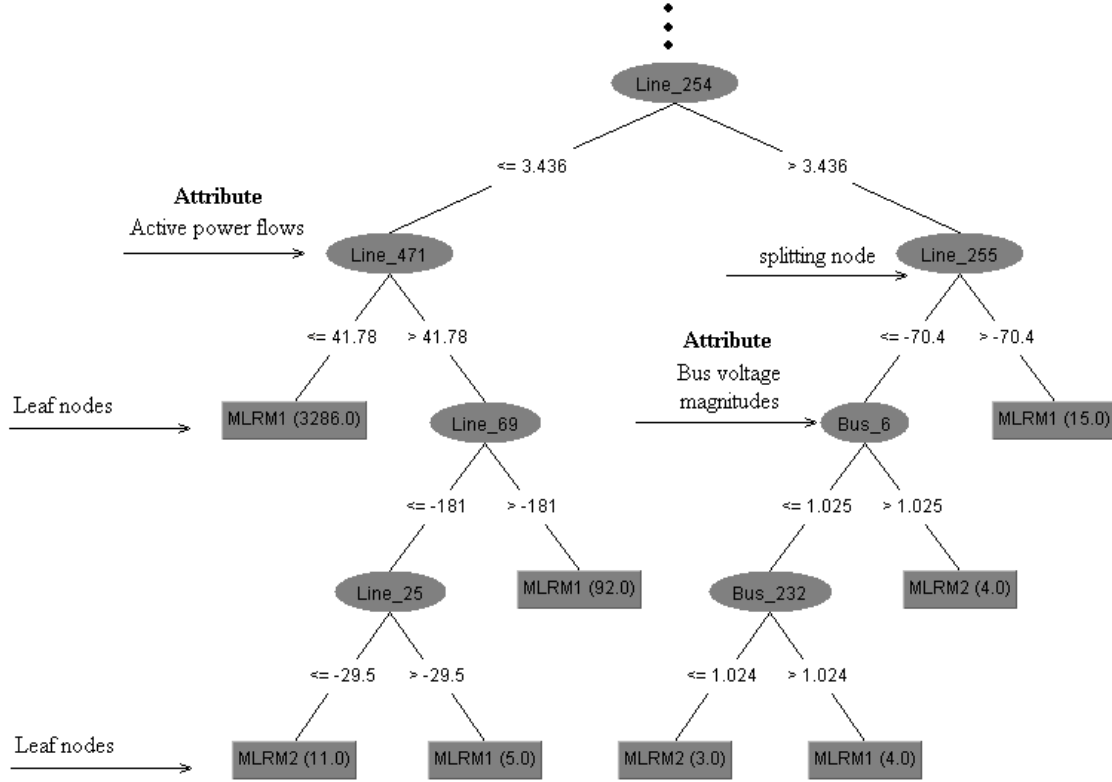 Line_254
<= 3.436
> 3.436
Attribute
Active power flows
Line_471
splitting node
Line_255
<= 41.78
> 41.78
Attribute
Bus voltage
magnitudes
<= -70.4
> -70.4
Leaf nodes
MLRM1 (3286.0)
Line_69
Bus_6
MLRM1 (15.0)
<= -181
> -181
<= 1.025
> 1.025
Line_25
MLRM1 (92.0)
Bus_232
MLRM2 (4.0)
<= -29.5
> -29.5
<= 1.024
> 1.024
Leaf nodes
MLRM2 (11.0)
MLRM1 (5.0)
MLRM2 (3.0)
MLRM1 (4.0)